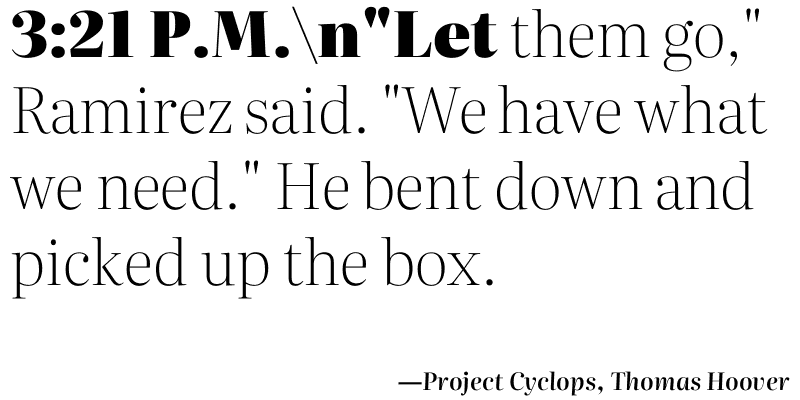 3:21 P.M.\n"Let them go,"
Ramirez said. "We have what
we need." He bent down and
picked up the box.
—Project Cyclops, Thomas Hoover